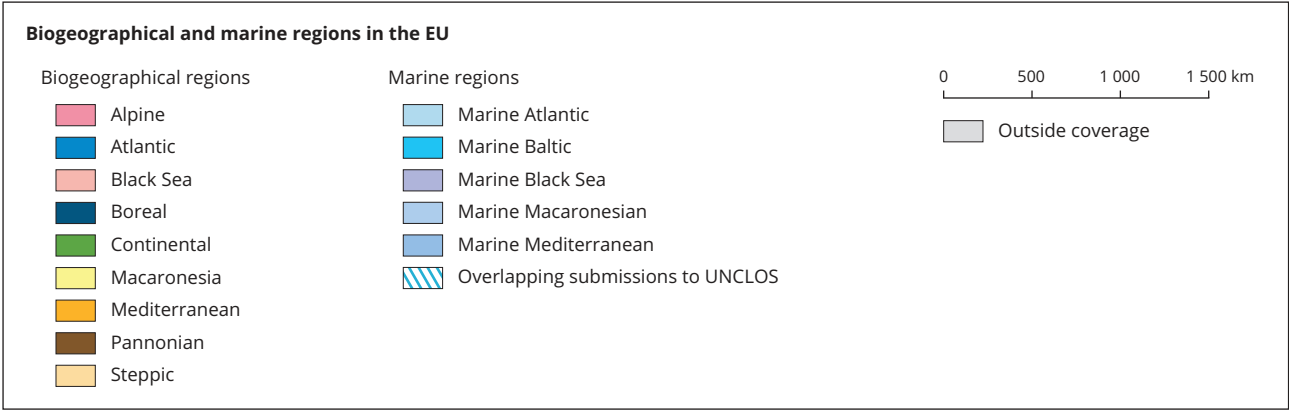 Biogeographical and marine regions in the EU
Biogeographical regions
Alpine
Atlantic
Black Sea
Boreal
Continental
Macaronesia
Mediterranean
Pannonian
Steppic
Marine regions
Marine Atlantic
Marine Baltic
Marine Black Sea
Marine Macaronesian
Marine Mediterranean
Overlapping submissions to UNCLOS
0 500 1 000 1 500 km
Outside coverage